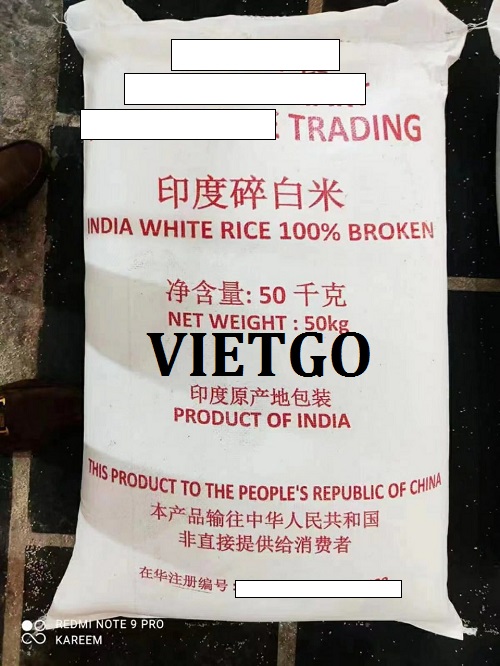 TRADING
印度碎白米
INDIA WHITE RICE 100% BROKEN
净含量: 50 千克
NET WEIGHT : 50kg
VIETGO
印度原产地包装
PRODUCT OF INDIA
THIS PRODUCT TO THE PEOPLE'S REPUBLIC OF CHINA
本产品输往中华人民共和国
非直接提供给消费者
在华注册编号 :
REDMI NOTE 9 PRO
KAREEM